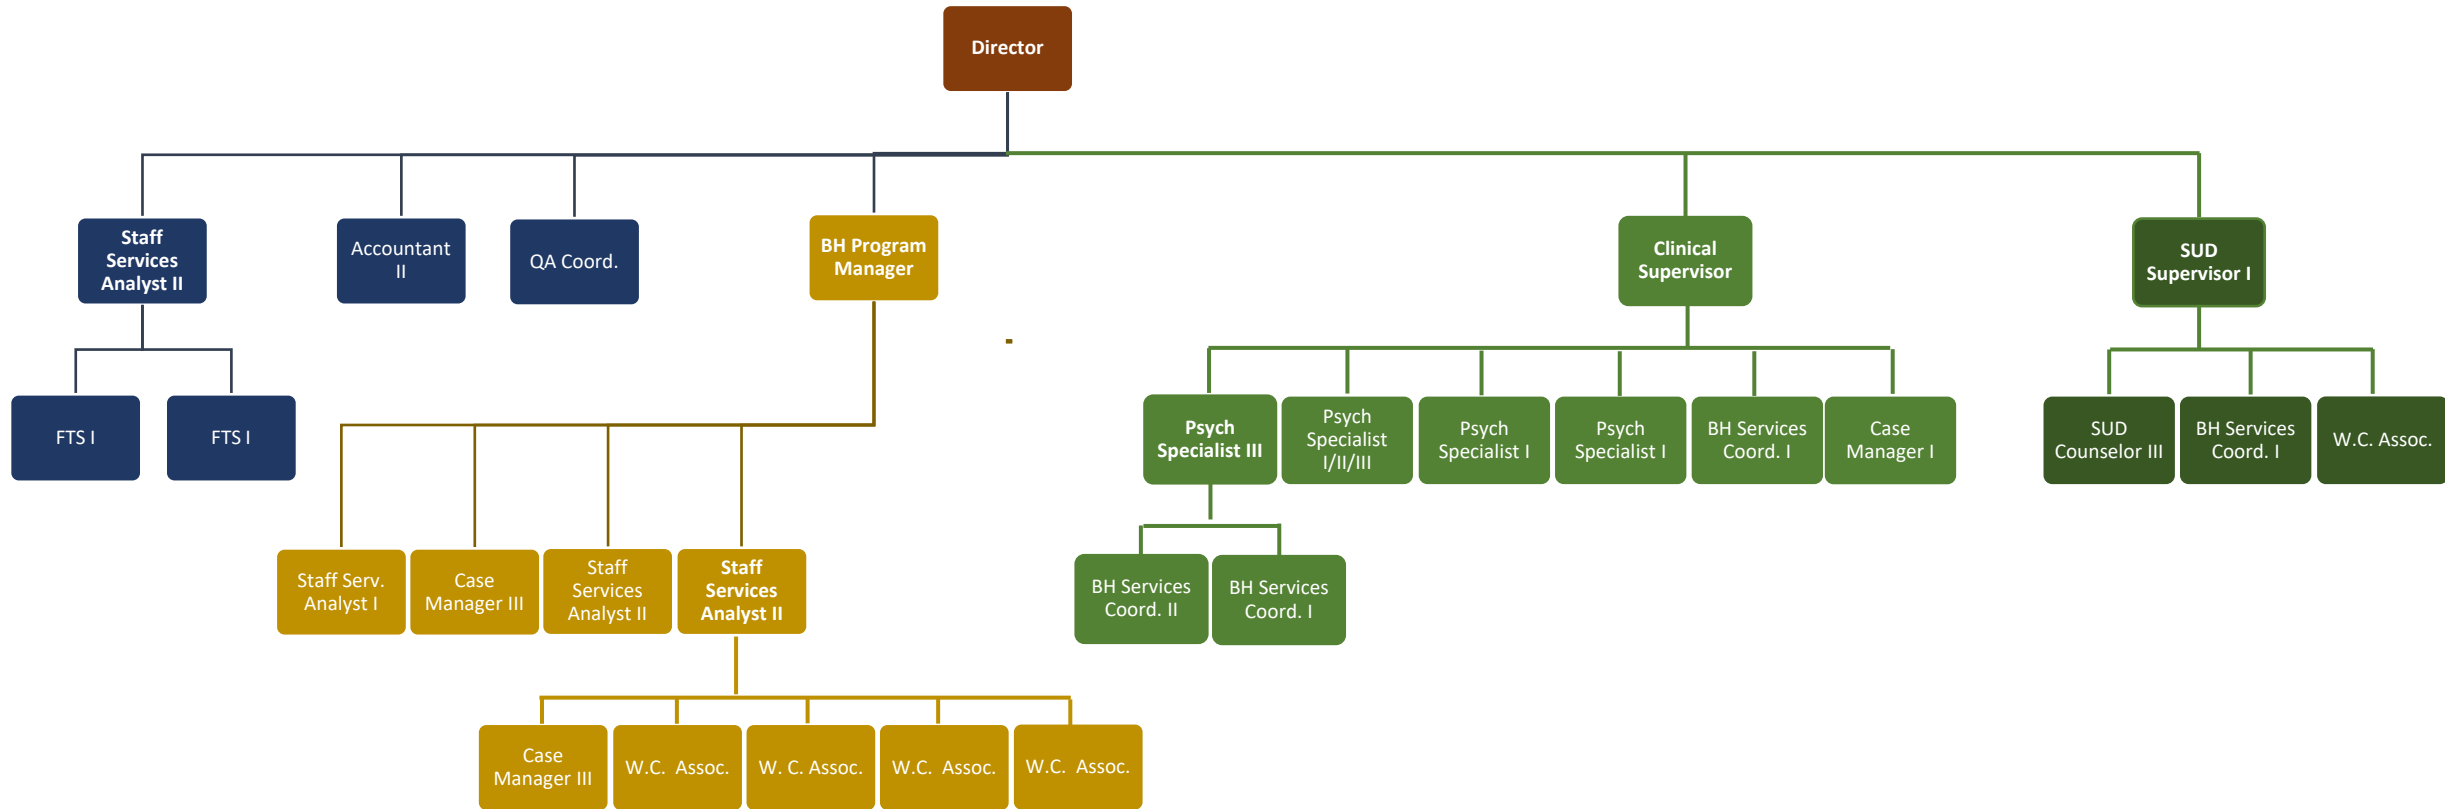 Director
Staff
Services
Analyst II
Accountant
II
QA Coord.
BH Program
Manager
Clinical
Supervisor
SUD
Supervisor I
FTS I
FTS I
Psych
Specialist III
Psych
Specialist
I/II/III
Psych
Specialist I
Psych
Specialist I
BH Services
Coord. I
Case
Manager I
SUD
Counselor III
BH Services
Coord. I
W.C. Assoc.
Staff Serv.
Analyst I
Case
Manager III
Staff
Services
Analyst II
Staff
Services
Analyst II
BH Services
Coord. II
BH Services
Coord. I
Case
Manager III
W.C. Assoc.
W. C. Assoc.
W.C. Assoc.
W.C. Assoc.